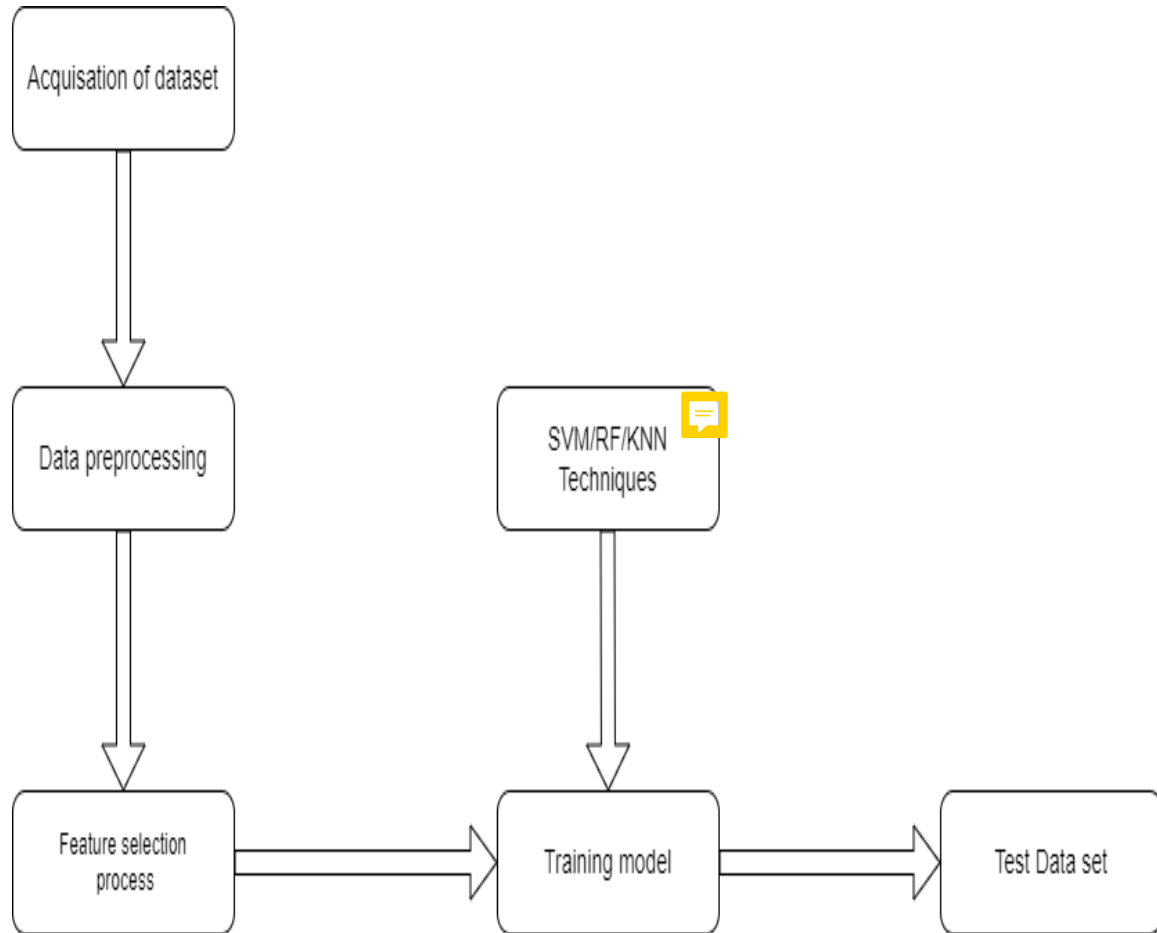 Acquisation of dataset
Data preprocessing
SVM/RF/KNN
Techniques
Feature selection
process
Training model
Test Data set